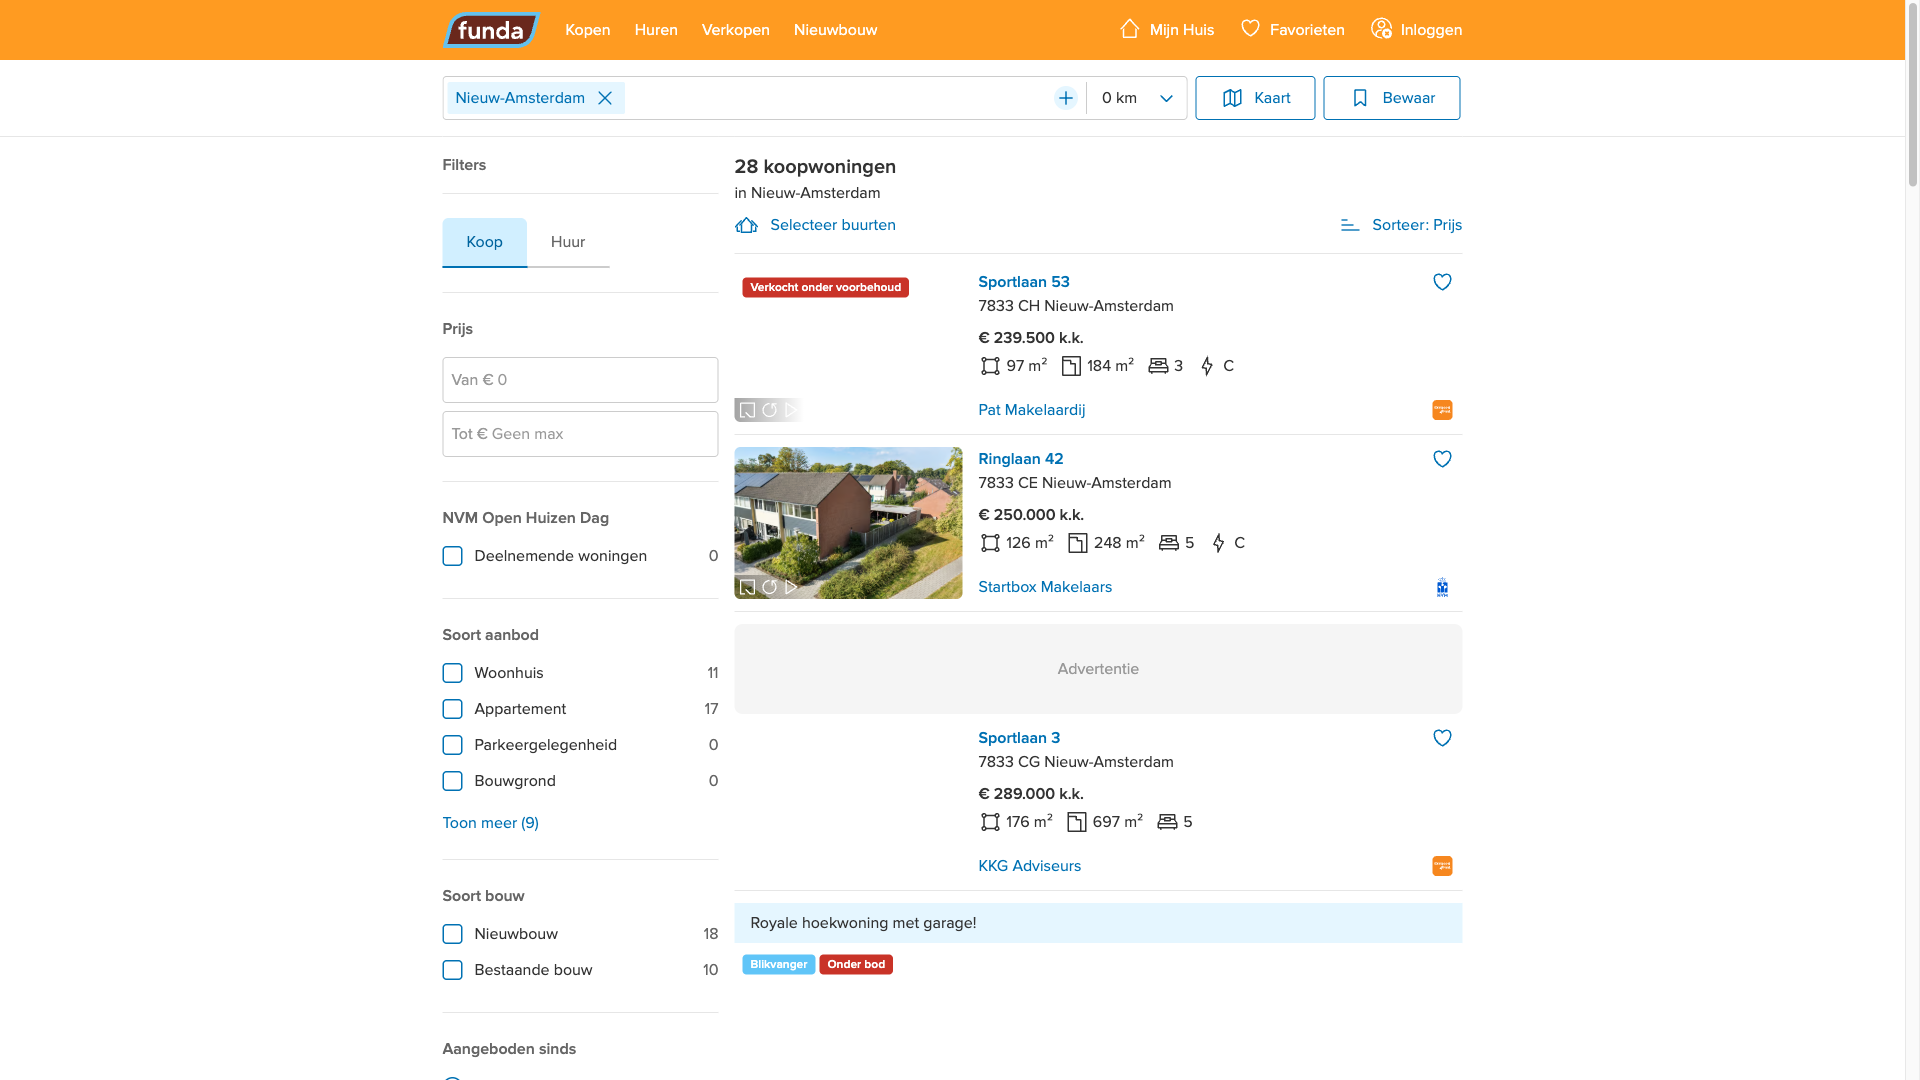 funda
Kopen
Huren
Verkopen
Nieuwbouw
Mijn Huis
Favorieten
Inloggen
Nieuw-Amsterdam
0 km
Kaart
Bewaar
Filters
Koop
Huur
Prijs
Van € 0
Tot € Geen max
NVM Open Huizen Dag
Deelnemende woningen 0
Soort aanbod
Woonhuis 11
Appartement 17
Parkeergelegenheid 0
Bouwgrond 0
Toon meer (9)
Soort bouw
Nieuwbouw 18
Bestaande bouw 10
Aangeboden sinds
28 koopwoningen
in Nieuw-Amsterdam
Selecteer buurten
Sorteer: Prijs
Verkocht onder voorbehoud
Sportlaan 53
7833 CH Nieuw-Amsterdam
€ 239.500 k.k.
97 m² 184 m² 3 C
Pat Makelaardij
Ringlaan 42
7833 CE Nieuw-Amsterdam
€ 250.000 k.k.
126 m² 248 m² 5 C
Startbox Makelaars
NVM
Advertentie
Sportlaan 3
7833 CG Nieuw-Amsterdam
€ 289.000 k.k.
176 m² 697 m² 5
KKG Adviseurs
Royale hoekwoning met garage!
Blikvanger
Onder bod